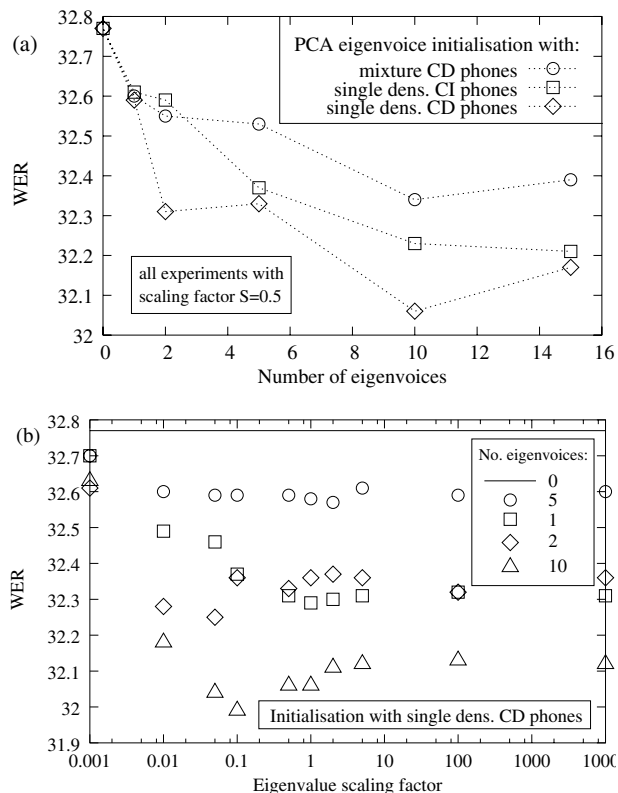 (a)
32.8
32.7
32.6
32.5
32.4
32.3
32.2
32.1
32
WER
PCA eigenvoice initialisation with:
mixture CD phones
single dens. CI phones
single dens. CD phones
all experiments with
scaling factor S=0.5
0 2 4 6 8 10 12 14 16
Number of eigenvoices
(b)
32.8
32.7
32.6
32.5
32.4
32.3
32.2
32.1
32
31.9
WER
No. eigenvoices:
0
5
1
2
10
Initialisation with single dens. CD phones
0.001 0.01 0.1 1 10 100 1000 1000
Eigenvalue scaling factor